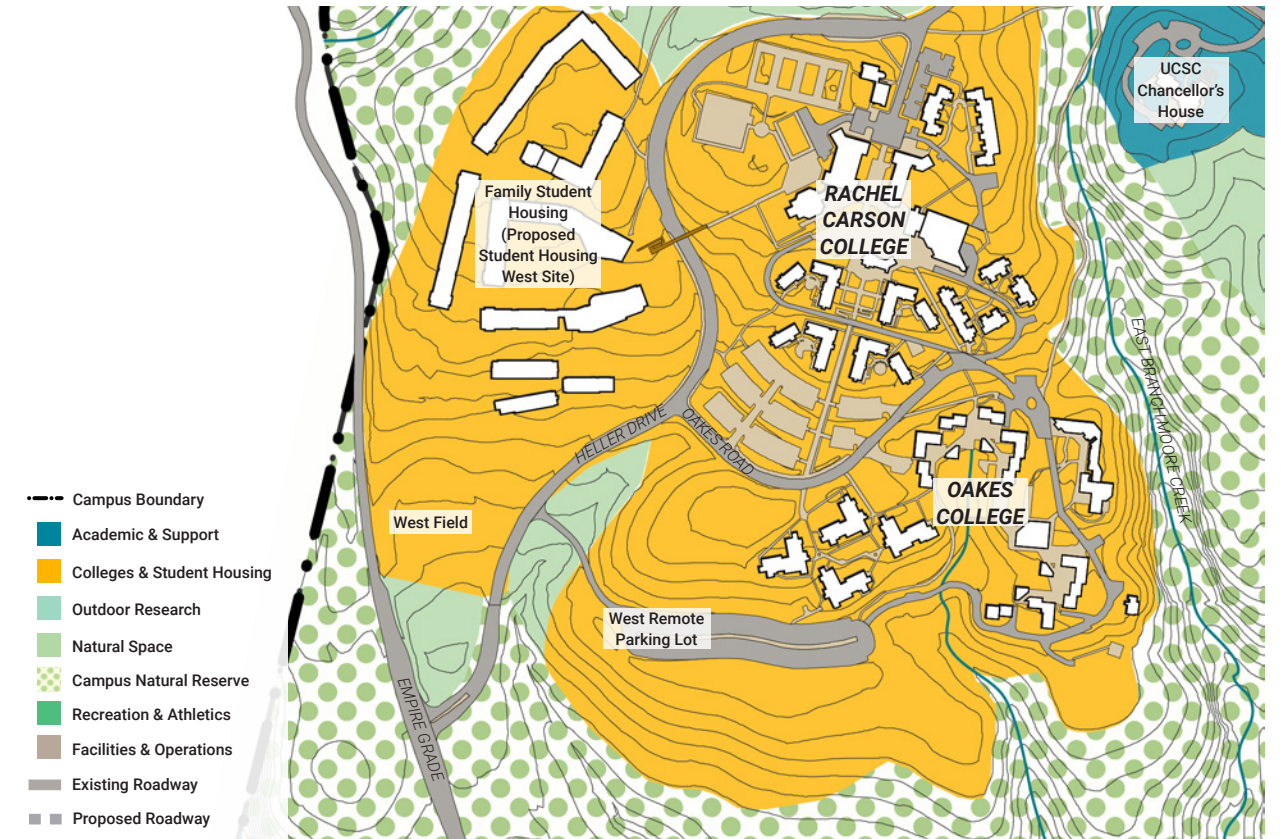 UCSC
Chancellor's
House
Family Student
Housing
(Proposed
Student Housing
West Site)
RACHEL
CARSON
COLLEGE
EAST BRANCH MOORE CREEK
HELLER DRIVE
OAKES ROAD
OAKES
COLLEGE
West Field
West Remote
Parking Lot
EMPIRE GRADE
Campus Boundary
Academic & Support
Colleges & Student Housing
Outdoor Research
Natural Space
Campus Natural Reserve
Recreation & Athletics
Facilities & Operations
Existing Roadway
Proposed Roadway